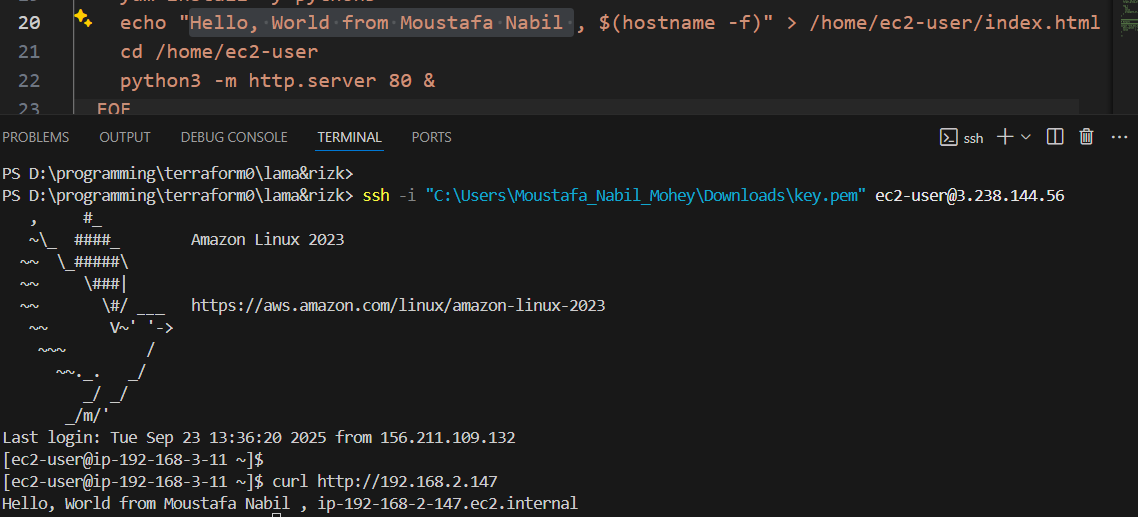 20 echo "Hello, World from Moustafa Nabil , $(hostname -f)" > /home/ec2-user/index.html
21 cd /home/ec2-user
22 python3 -m http.server 80 &
23 EOF
PROBLEMS OUTPUT DEBUG CONSOLE TERMINAL PORTS ssh
PS D:\programming\terraform0\lama&rizk>
PS D:\programming\terraform0\lama&rizk> ssh -i "C:\Users\Moustafa_Nabil_Mohey\Downloads\key.pem" ec2-user@3.238.144.56
   ,     #_
   ~\_  ####_        Amazon Linux 2023
  ~~  \_#####\
  ~~     \###|
  ~~       \#/ ___   https://aws.amazon.com/linux/amazon-linux-2023
   ~~       V~' '->
    ~~~         /
      ~~._.   _/
         _/ _/
       _/m/'
Last login: Tue Sep 23 13:36:20 2025 from 156.211.109.132
[ec2-user@ip-192-168-3-11 ~]$
[ec2-user@ip-192-168-3-11 ~]$ curl http://192.168.2.147
Hello, World from Moustafa Nabil , ip-192-168-2-147.ec2.internal